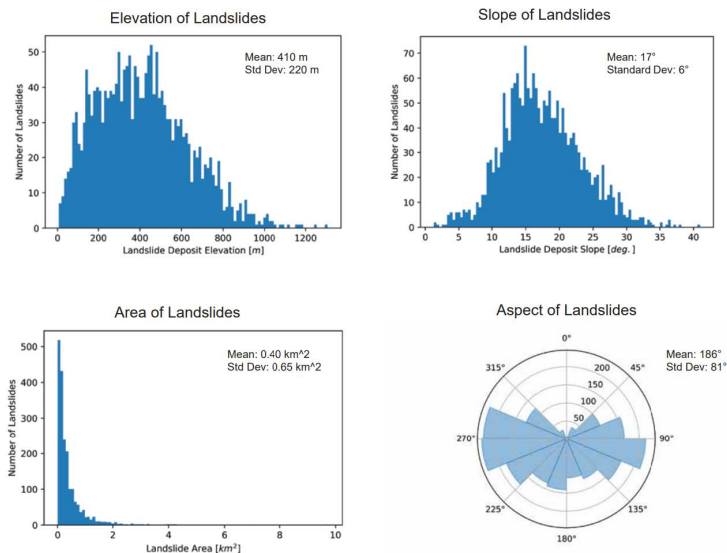 Elevation of Landslides
Mean: 410 m
Std Dev: 220 m
50
40
30
20
10
0
Number of Landslides
0 200 400 600 800 1000 1200
Landslide Deposit Elevation [m]
Slope of Landslides
Mean: 17°
Standard Dev: 6°
70
60
50
40
30
20
10
0
Number of Landslides
0 5 10 15 20 25 30 35 40
Landslide Deposit Slope [deg. ]
Area of Landslides
Mean: 0.40 km^2
Std Dev: 0.65 km^2
500
400
300
200
100
0
Number of Landslides
0 2 4 6 8 10
Landslide Area [km²]
Aspect of Landslides
Mean: 186°
Std Dev: 81°
0°
315° 45°
200
150
100
50
270° 90°
225° 135°
180°